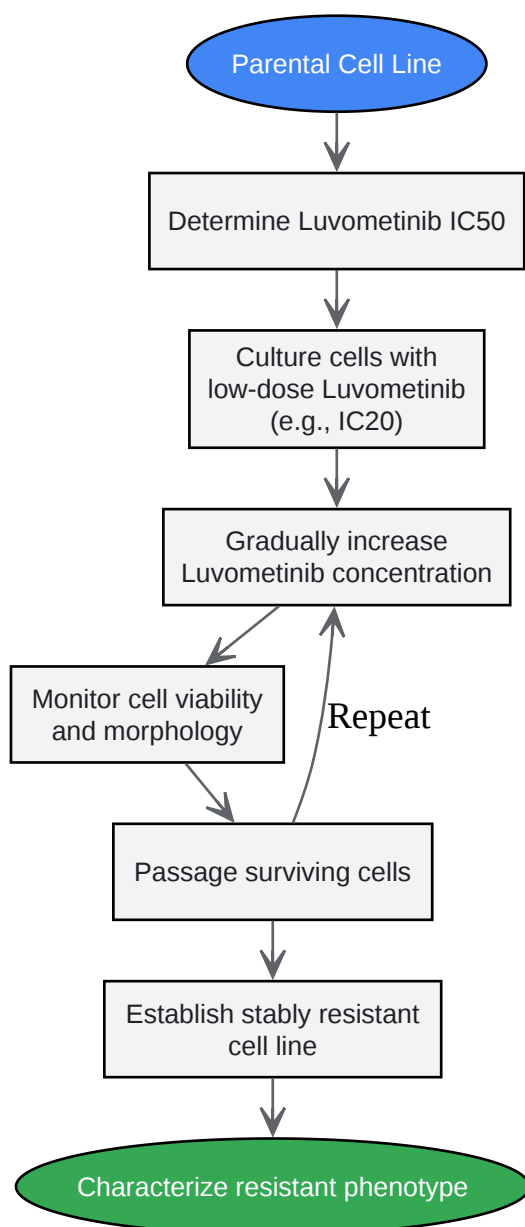 Parental Cell Line
Determine Luvometinib IC50
Culture cells with
low-dose Luvometinib
(e.g., IC20)
Gradually increase
Luvometinib concentration
Monitor cell viability
and morphology
Repeat
Passage surviving cells
Establish stably resistant
cell line
Characterize resistant phenotype